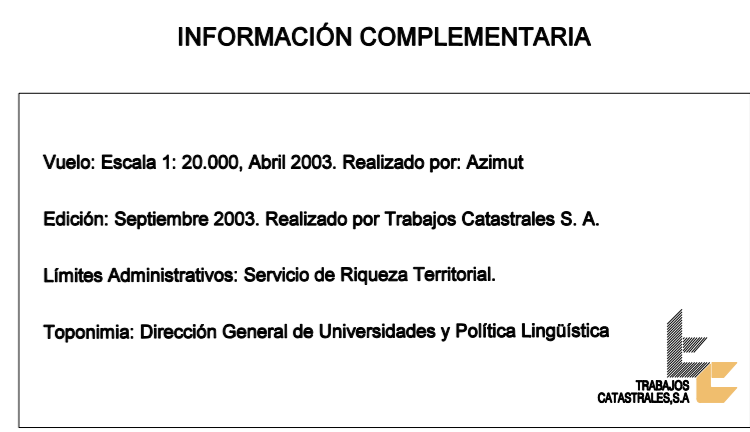 INFORMACIÓN COMPLEMENTARIA
Vuelo: Escala 1: 20.000, Abril 2003. Realizado por: Azimut
Edición: Septiembre 2003. Realizado por Trabajos Catastrales S. A.
Límites Administrativos: Servicio de Riqueza Territorial.
Toponimia: Dirección General de Universidades y Política Lingüística
TRABAJOS
CATASTRALES,S.A